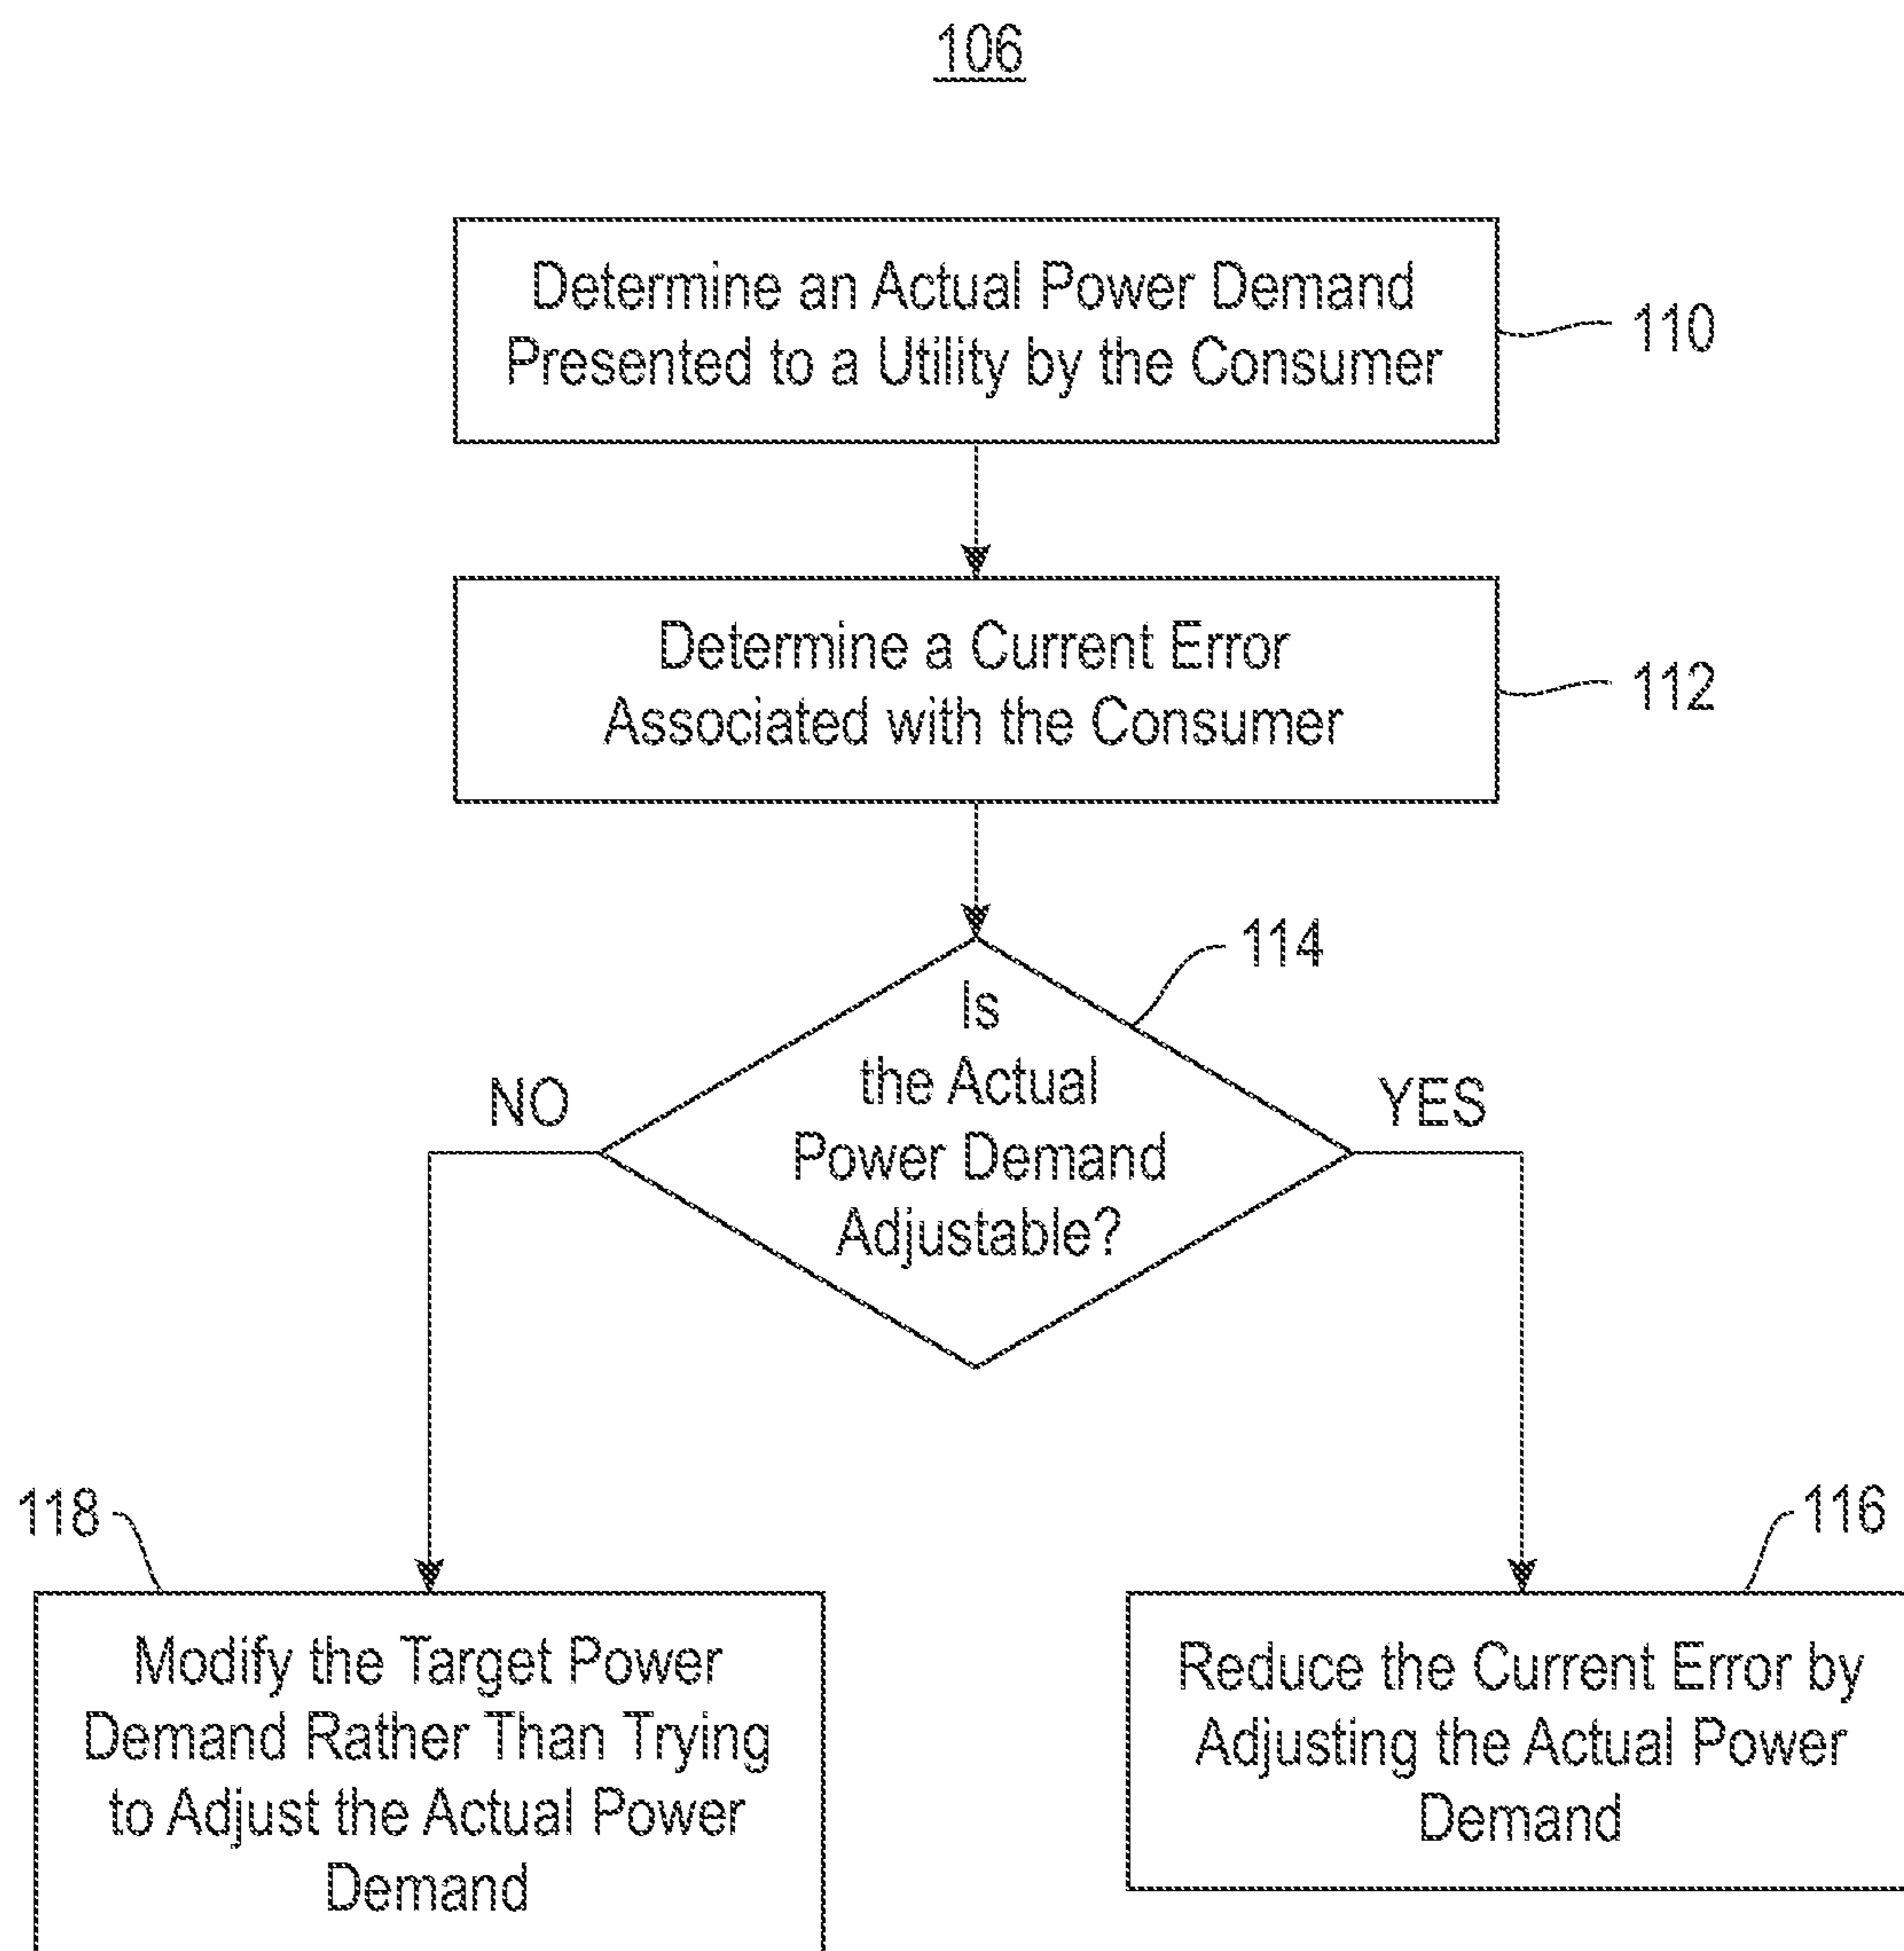 106
Determine an Actual Power Demand
Presented to a Utility by the Consumer
110
Determine a Current Error
Associated with the Consumer
112
114
Is
the Actual
Power Demand
Adjustable?
NO
YES
118
Modify the Target Power
Demand Rather Than Trying
to Adjust the Actual Power
Demand
116
Reduce the Current Error by
Adjusting the Actual Power
Demand